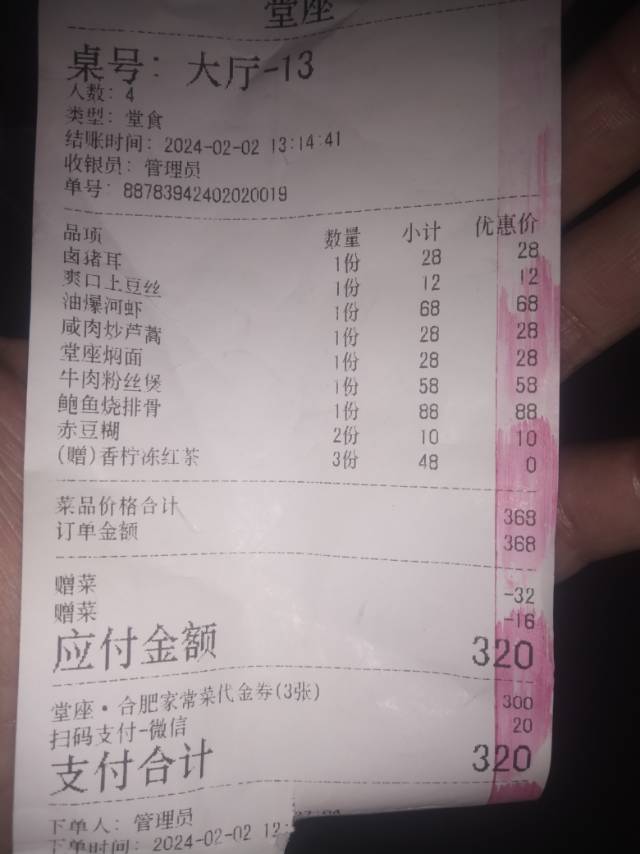 堂座
桌号: 大厅-13
人数: 4
类型: 堂食
结账时间: 2024-02-02 13:14:41
收银员: 管理员
单号: 88783942402020019
品项 数量 小计 优惠价
卤猪耳 1份 28 28
爽口土豆丝 1份 12 12
油爆河虾 1份 68 68
咸肉炒芦蒿 1份 28 28
堂座焖面 1份 28 28
牛肉粉丝煲 1份 58 58
鲍鱼烧排骨 1份 88 88
赤豆糊 2份 10 10
(赠)香柠冻红茶 3份 48 0
菜品价格合计 368
订单金额 368
赠菜 -32
赠菜 -16
应付金额 320
堂座·合肥家常菜代金券(3张) 300
扫码支付-微信 20
支付合计 320
下单人: 管理员
下单时间: 2024-02-02 12: